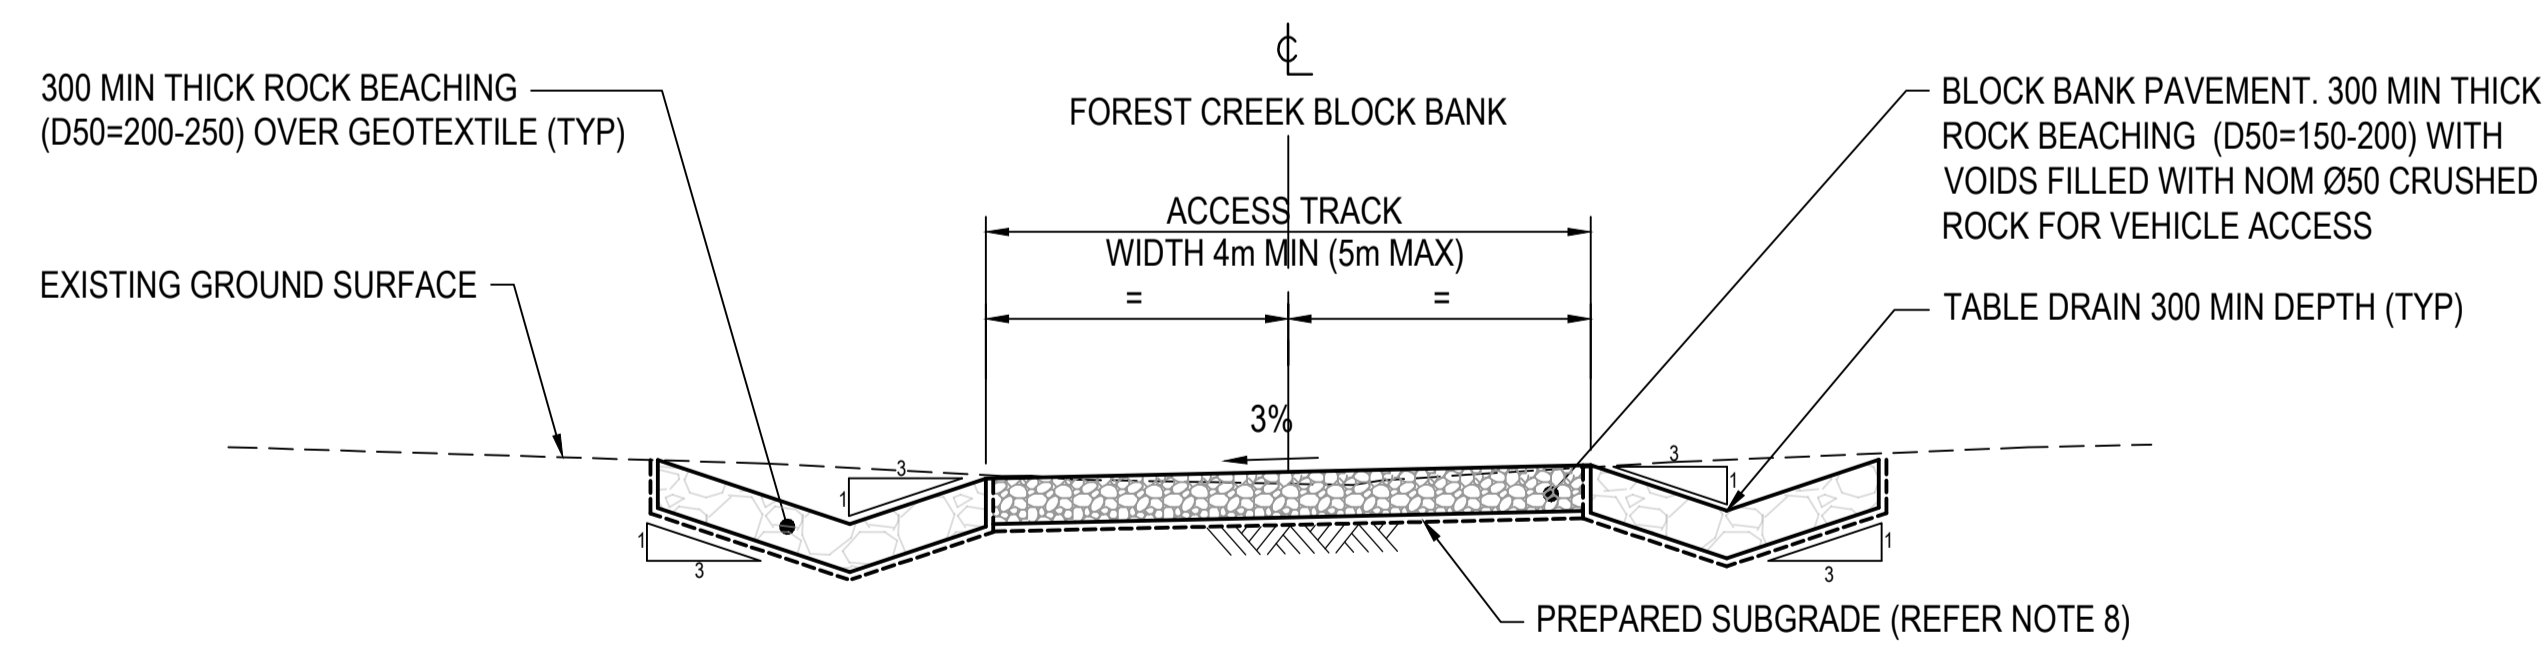 ℄
FOREST CREEK BLOCK BANK
300 MIN THICK ROCK BEACHING
(D50=200-250) OVER GEOTEXTILE (TYP)
EXISTING GROUND SURFACE
ACCESS TRACK
WIDTH 4m MIN (5m MAX)
= =
BLOCK BANK PAVEMENT. 300 MIN THICK
ROCK BEACHING (D50=150-200) WITH
VOIDS FILLED WITH NOM Ø50 CRUSHED
ROCK FOR VEHICLE ACCESS
TABLE DRAIN 300 MIN DEPTH (TYP)
3%
3
1
3
1
1
3
1
3
PREPARED SUBGRADE (REFER NOTE 8)